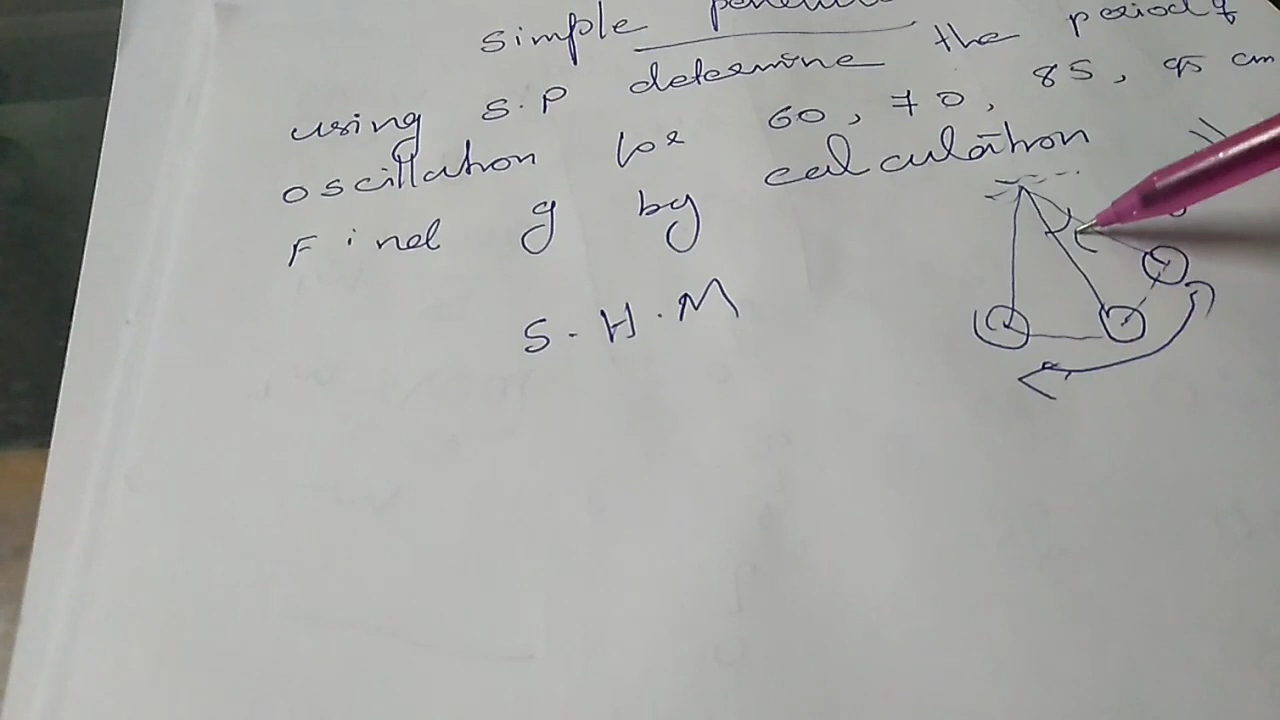 simple
using S.P determine the period of
oscillation for 60, 70, 85, 95 cm
Find g by calculation
S.H.M